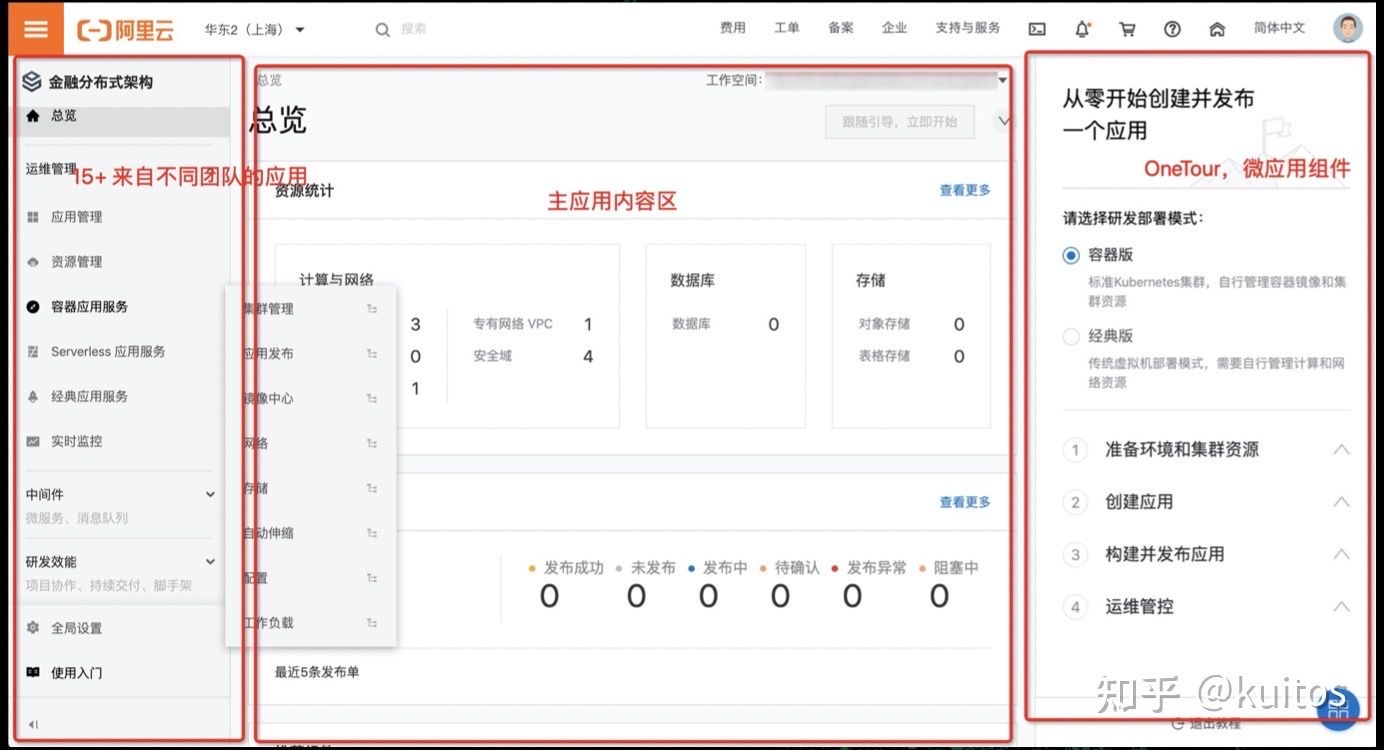 阿里云
华东2（上海）
搜索
费用
工单
备案
企业
支持与服务
简体中文
金融分布式架构
总览
运维管理
15+ 来自不同团队的应用
应用管理
资源管理
容器应用服务
Serverless 应用服务
经典应用服务
实时监控
中间件
微服务、消息队列
研发效能
项目协作、持续交付、脚手架
全局设置
使用入门
集群管理
应用发布
镜像中心
网络
存储
自动伸缩
配置
工作负载
总览
工作空间：
总览
跟随引导，立即开始
资源统计
查看更多
主应用内容区
计算与网络
3
0
1
专有网络 VPC 1
安全域 4
数据库
数据库 0
存储
对象存储 0
表格存储 0
查看更多
发布成功 未发布 发布中 待确认 发布异常 阻塞中
0 0 0 0 0 0
最近5条发布单
从零开始创建并发布
一个应用
OneTour，微应用组件
请选择研发部署模式：
容器版
标准Kubernetes集群，自行管理容器镜像和集
群资源
经典版
传统虚拟机部署模式，需要自行管理计算和网
络资源
1 准备环境和集群资源
2 创建应用
3 构建并发布应用
4 运维管控
知乎 @kuitos
退出教程